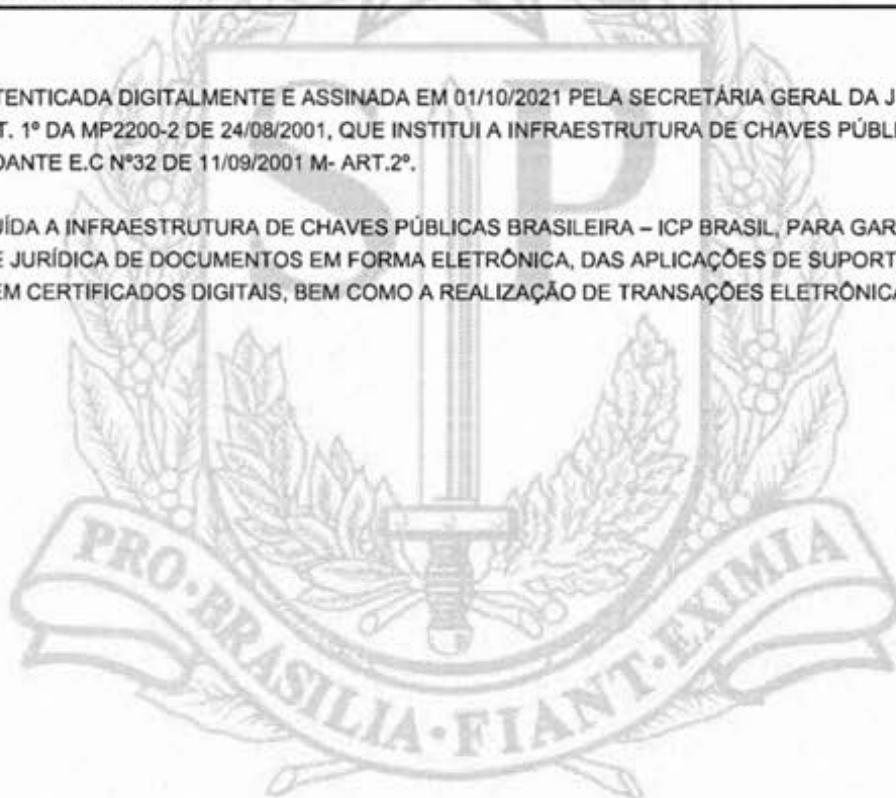 TENTICADA DIGITALMENTE E ASSINADA EM 01/10/2021 PELA SECRETÁRIA GERAL DA J
T. 1º DA MP2200-2 DE 24/08/2001, QUE INSTITUI A INFRAESTRUTURA DE CHAVES PÚBL
DANTE E.C Nº32 DE 11/09/2001 M- ART.2º.
UÍDA A INFRAESTRUTURA DE CHAVES PÚBLICAS BRASILEIRA – ICP BRASIL, PARA GAR
E JURÍDICA DE DOCUMENTOS EM FORMA ELETRÔNICA, DAS APLICAÇÕES DE SUPORT
EM CERTIFICADOS DIGITAIS, BEM COMO A REALIZAÇÃO DE TRANSAÇÕES ELETRÔNICA
SP
PRO·BRASILIA·FIANT·EXIMIA